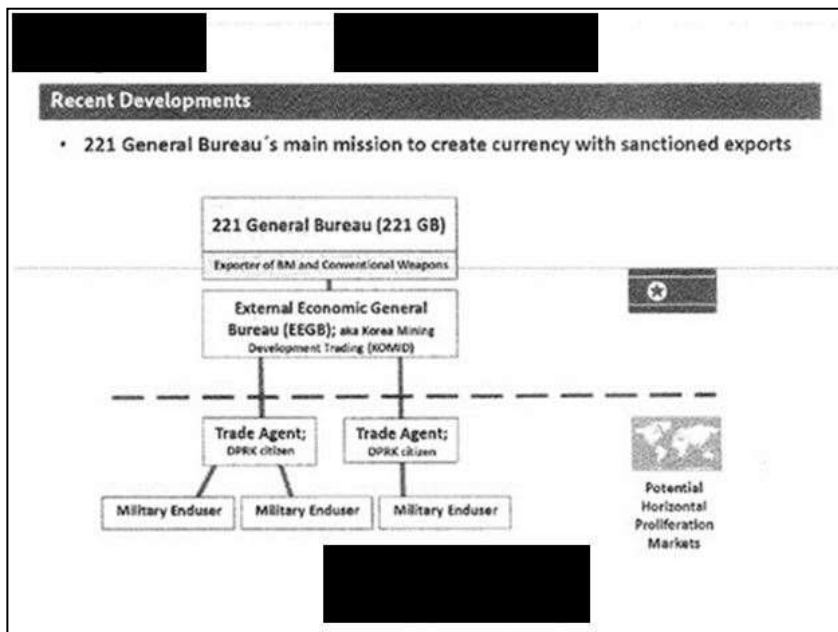 Recent Developments
• 221 General Bureau´s main mission to create currency with sanctioned exports
221 General Bureau (221 GB)
Exporter of BM and Conventional Weapons
External Economic General
Bureau (EEGB); aka Korea Mining
Development Trading (KOMID)
Trade Agent;
DPRK citizen
Trade Agent;
DPRK citizen
Military Enduser
Military Enduser
Military Enduser
Potential
Horizontal
Proliferation
Markets